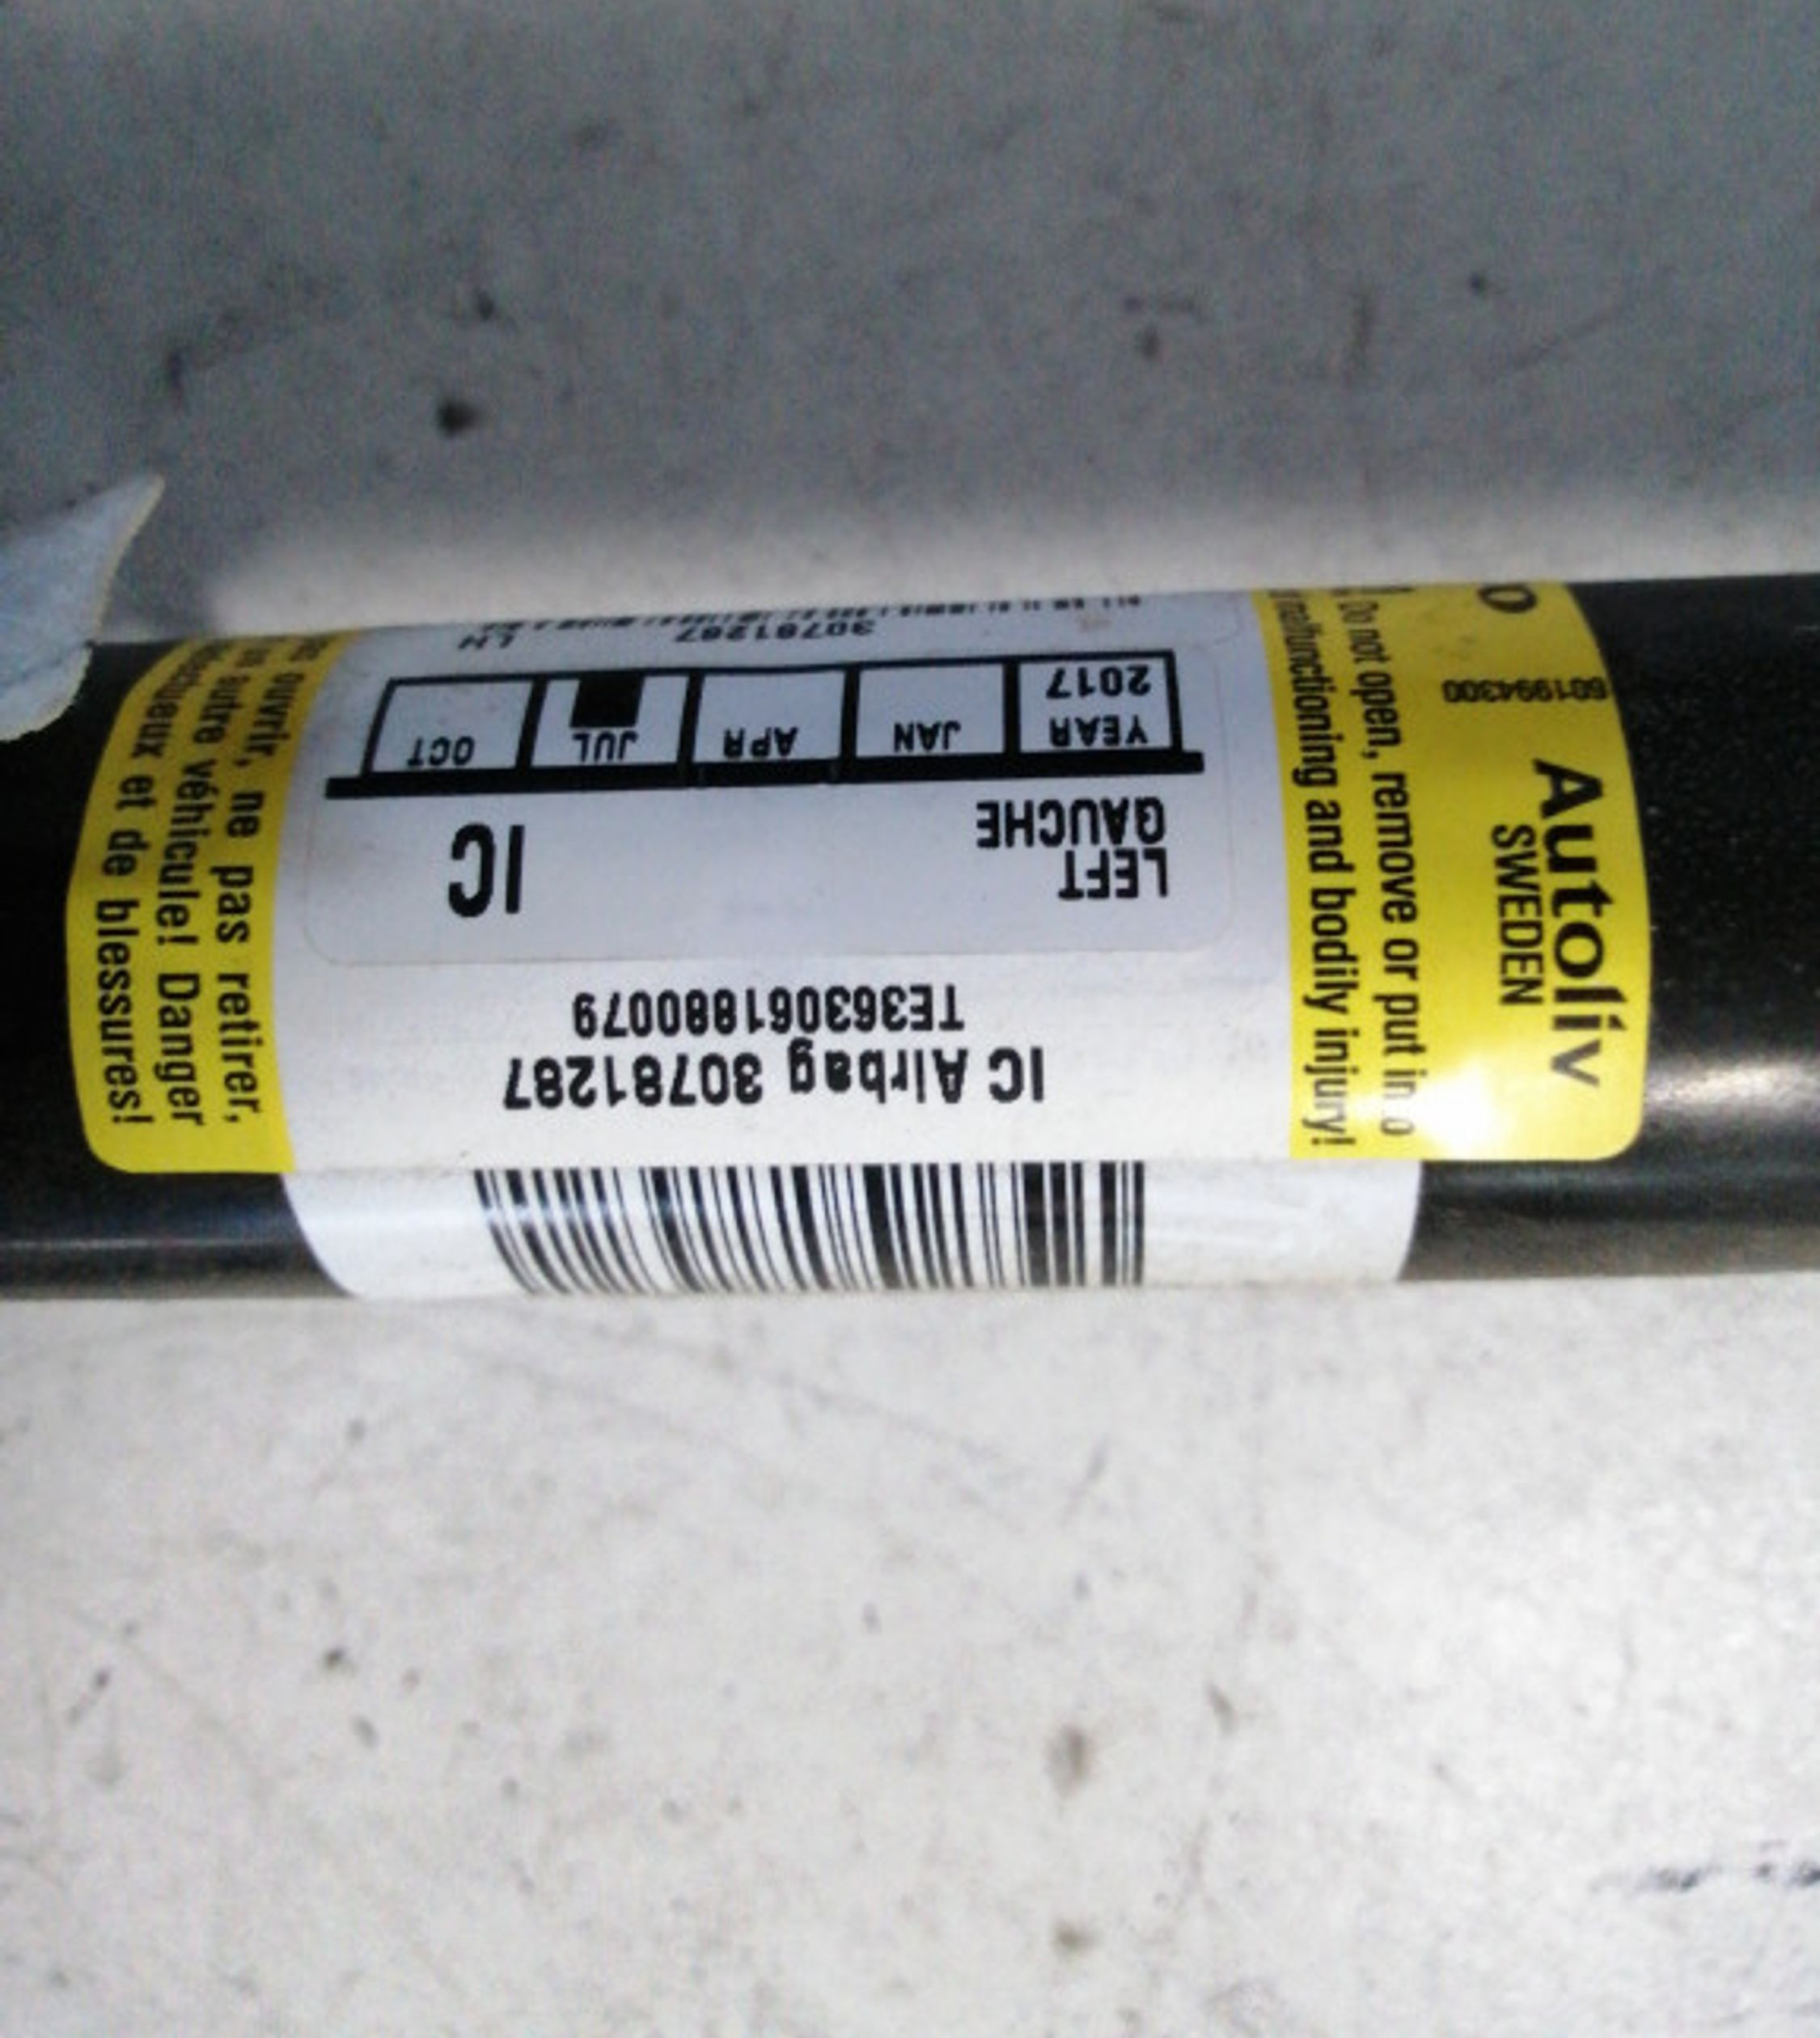 IC Airbag 30781287
TE363061880079
LEFT
GAUCHE
IC
YEAR JAN APR JUL OCT
2017
30781287 LH
Autoliv
SWEDEN
601994300
Do not open, remove or put in a
malfunctioning and bodily injury!
ouvrir, ne pas retirer,
autre véhicule! Danger
et de blessures!